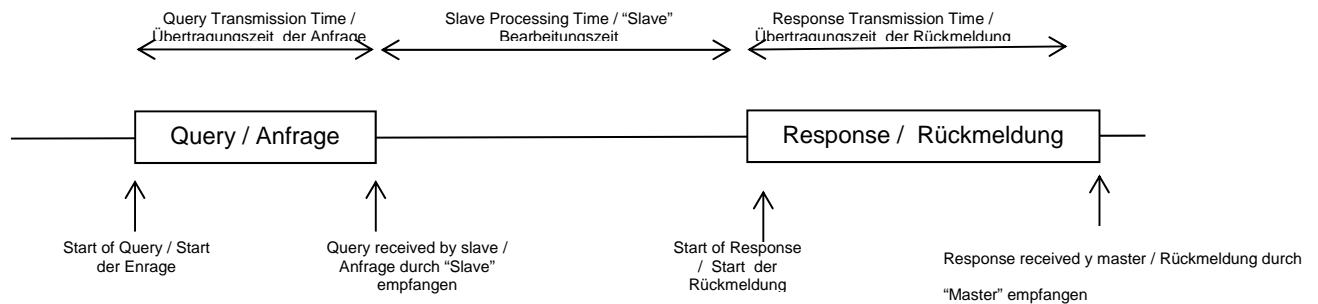 Query Transmission Time /
Übertragungszeit der Anfrage
Slave Processing Time / “Slave”
Bearbeitungszeit
Response Transmission Time /
Übertragungszeit der Rückmeldung
Query / Anfrage
Response / Rückmeldung
Start of Query / Start
der Enrage
Query received by slave /
Anfrage durch “Slave”
empfangen
Start of Response
/ Start der
Rückmeldung
Response received y master / Rückmeldung durch
“Master” empfangen